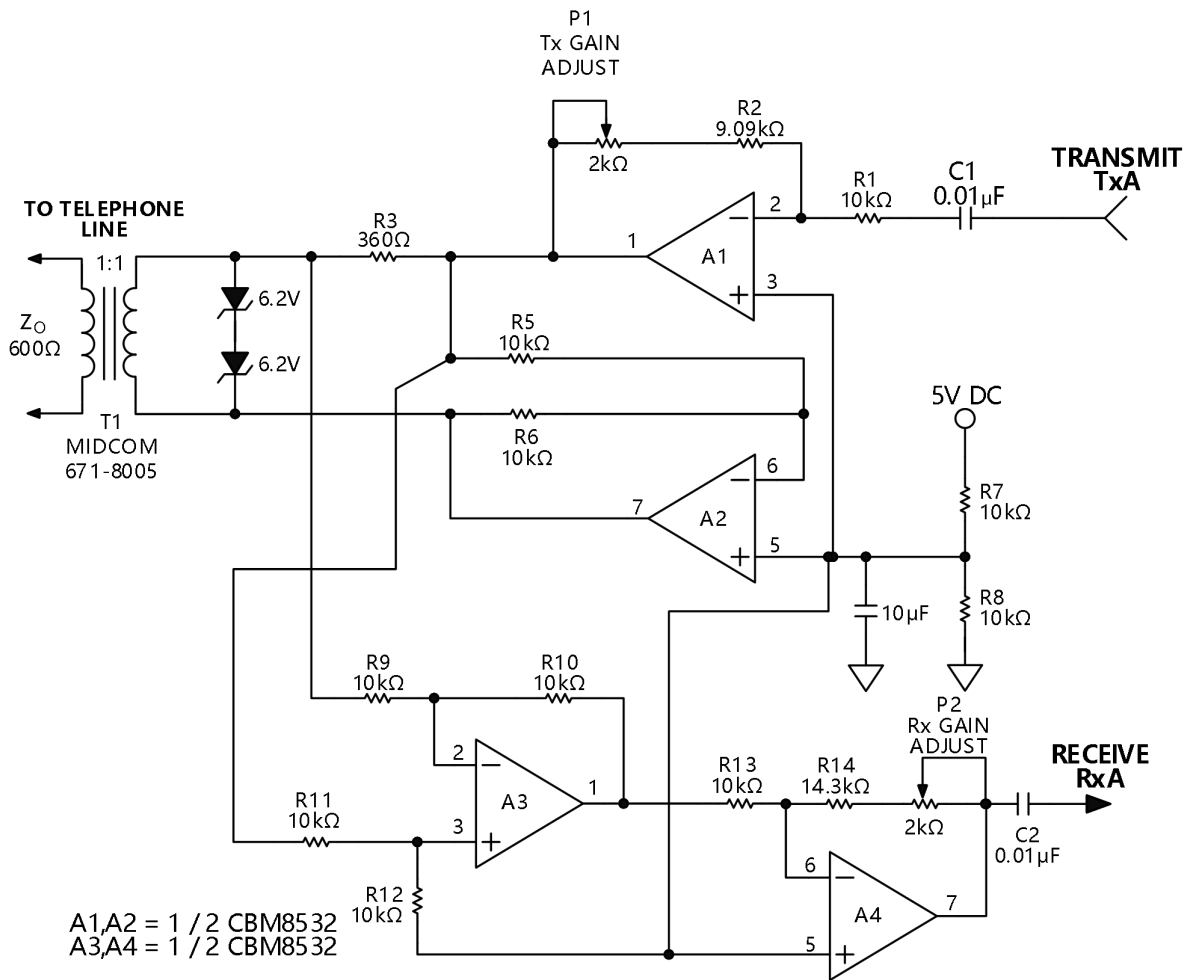 P1
Tx GAIN
ADJUST
2kΩ
R2
9.09kΩ
R1
10kΩ
C1
0.01µF
TRANSMIT
TxA
TO TELEPHONE
LINE
1:1
ZO
600Ω
T1
MIDCOM
671-8005
6.2V
6.2V
R3
360Ω
1
A1
2
3
R5
10kΩ
R6
10kΩ
7
A2
6
5
5V DC
R7
10kΩ
R8
10kΩ
10µF
R9
10kΩ
R10
10kΩ
2
3
A3
1
R11
10kΩ
R12
10kΩ
R13
10kΩ
R14
14.3kΩ
P2
Rx GAIN
ADJUST
2kΩ
RECEIVE
RxA
C2
0.01µF
6
5
A4
7
A1,A2 = 1 / 2 CBM8532
A3,A4 = 1 / 2 CBM8532